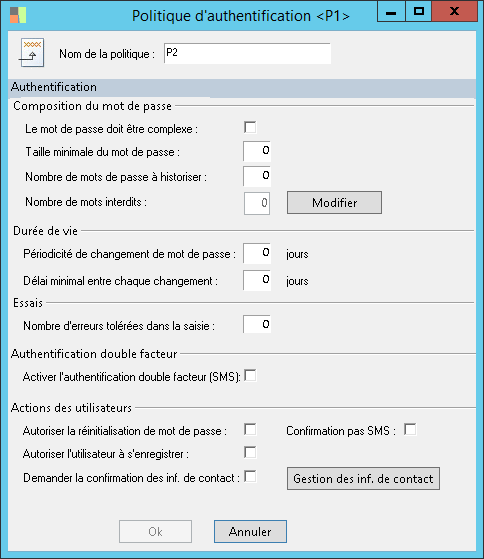 Politique d'authentification <P1>
xxxx
Nom de la politique : P2
Authentification
Composition du mot de passe
Le mot de passe doit être complexe :
Taille minimale du mot de passe : 0
Nombre de mots de passe à historiser : 0
Nombre de mots interdits : 0 Modifier
Durée de vie
Périodicité de changement de mot de passe : 0 jours
Délai minimal entre chaque changement : 0 jours
Essais
Nombre d'erreurs tolérées dans la saisie : 0
Authentification double facteur
Activer l'authentification double facteur (SMS):
Actions des utilisateurs
Autoriser la réinitialisation de mot de passe : Confirmation pas SMS :
Autoriser l'utilisateur à s'enregistrer :
Demander la confirmation des inf. de contact : Gestion des inf. de contact
Ok Annuler